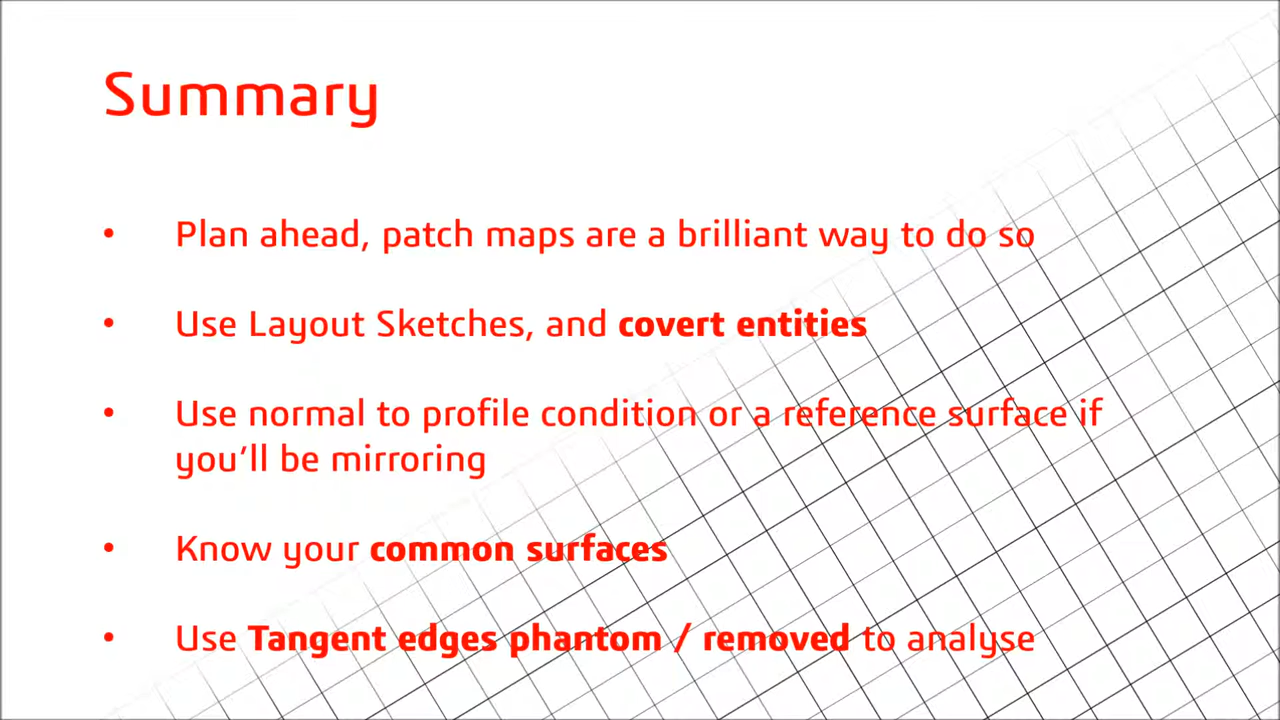 Summary
• Plan ahead, patch maps are a brilliant way to do so
• Use Layout Sketches, and covert entities
• Use normal to profile condition or a reference surface if
you’ll be mirroring
• Know your common surfaces
• Use Tangent edges phantom / removed to analyse